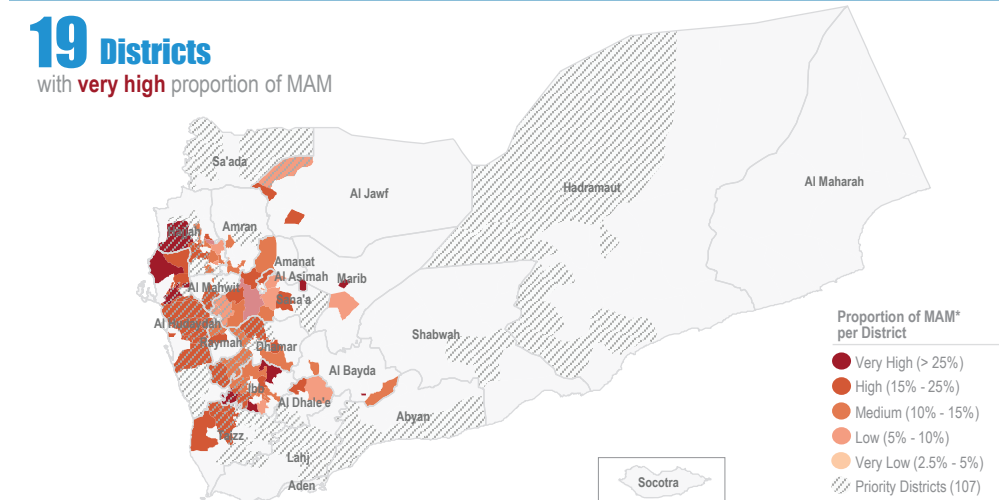 19 Districts
with very high proportion of MAM
Sa'ada
Al Jawf
Hadramaut
Al Maharah
Hajjah
Amran
Amanat
Al Asimah
Marib
Al Mahwit
Sana'a
Al Hudaydah
Raymah
Dhamar
Shabwah
Al Bayda
Ibb
Al Dhale'e
Abyan
Taizz
Lahj
Aden
Socotra
Proportion of MAM*
per District
Very High (> 25%)
High (15% - 25%)
Medium (10% - 15%)
Low (5% - 10%)
Very Low (2.5% - 5%)
Priority Districts (107)